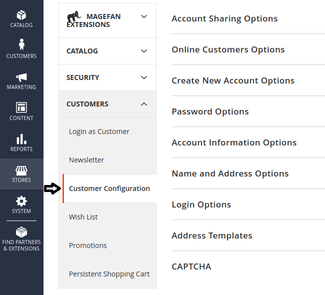 CATALOG
CUSTOMERS
MARKETING
CONTENT
REPORTS
STORES
SYSTEM
FIND PARTNERS
& EXTENSIONS
MAGEFAN
EXTENSIONS
CATALOG
SECURITY
CUSTOMERS
Login as Customer
Newsletter
Customer Configuration
Wish List
Promotions
Persistent Shopping Cart
Account Sharing Options
Online Customers Options
Create New Account Options
Password Options
Account Information Options
Name and Address Options
Login Options
Address Templates
CAPTCHA